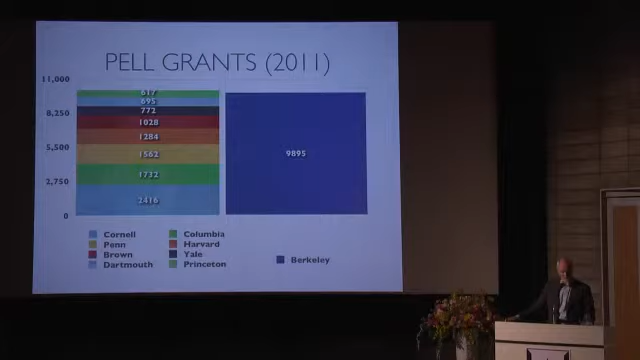 PELL GRANTS (2011)
11,000
8,250
5,500
2,750
0
617
695
772
1028
1284
1562
1732
2416
9895
Cornell
Columbia
Penn
Harvard
Brown
Yale
Dartmouth
Princeton
Berkeley